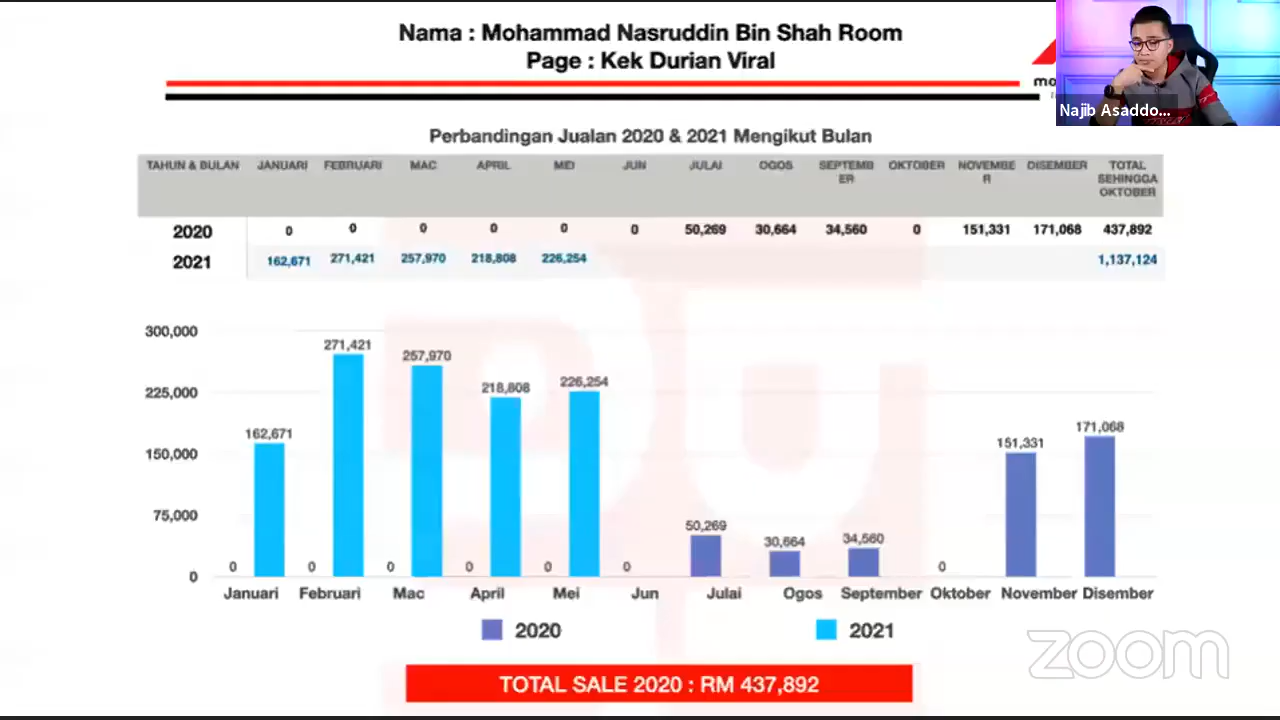 Nama : Mohammad Nasruddin Bin Shah Room
Page : Kek Durian Viral
Najib Asaddo...
Perbandingan Jualan 2020 & 2021 Mengikut Bulan
TAHUN & BULAN JANUARI FEBRUARI MAC APRIL MEI JUN JULAI OGOS SEPTEMB ER OKTOBER NOVEMBE R DISEMBER TOTAL SEHINGGA OKTOBER
2020 0 0 0 0 0 0 50,269 30,664 34,560 0 151,331 171,068 437,892
2021 162,671 271,421 257,970 218,808 226,254 1,137,124
300,000
225,000
150,000
75,000
0
0 162,671 0 271,421 0 257,970 0 218,808 0 226,254 0 50,269 30,664 34,560 0 151,331 171,068
Januari Februari Mac April Mei Jun Julai Ogos September Oktober November Disember
2020 2021
zoom
TOTAL SALE 2020 : RM 437,892